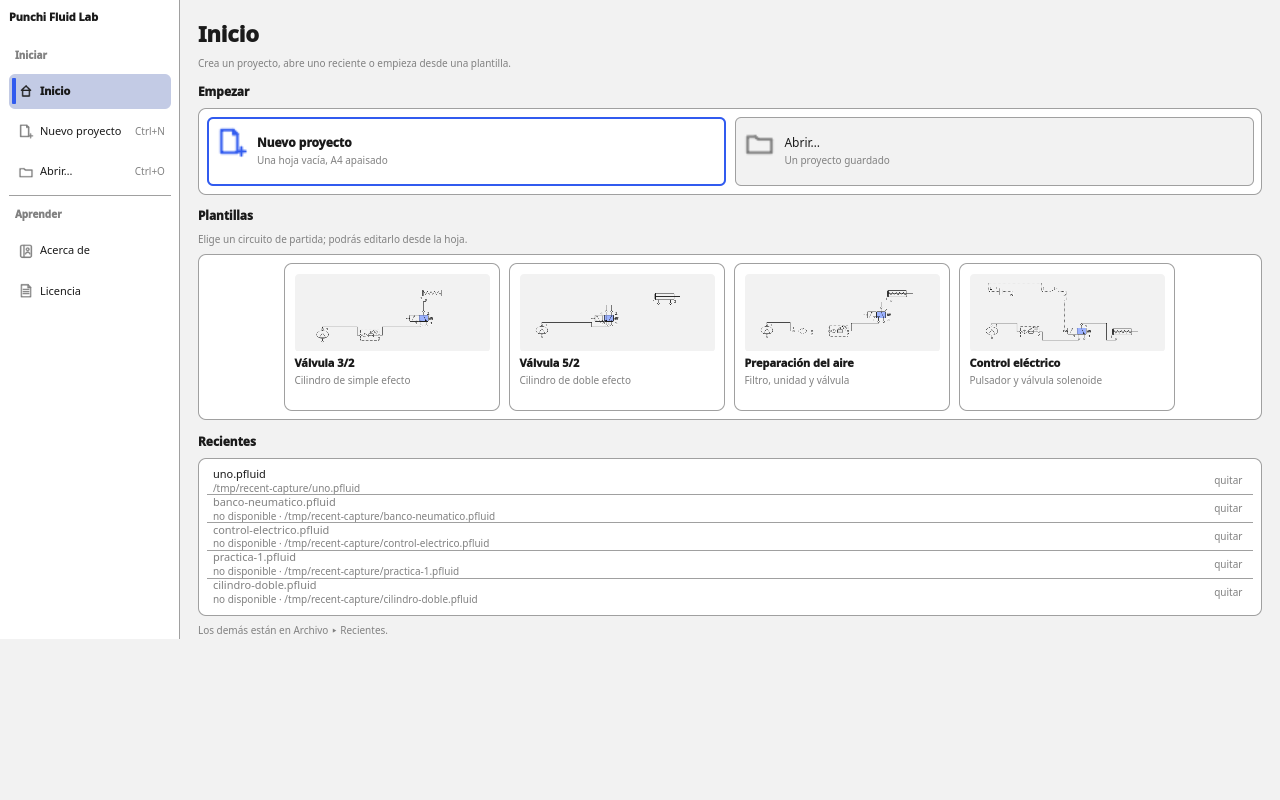 Punchi Fluid Lab
Iniciar
Inicio
Nuevo proyecto Ctrl+N
Abrir... Ctrl+O
Aprender
Acerca de
Licencia
Inicio
Crea un proyecto, abre uno reciente o empieza desde una plantilla.
Empezar
Nuevo proyecto
Una hoja vacía, A4 apaisado
Abrir...
Un proyecto guardado
Plantillas
Elige un circuito de partida; podrás editarlo desde la hoja.
Válvula 3/2
Cilindro de simple efecto
Válvula 5/2
Cilindro de doble efecto
Preparación del aire
Filtro, unidad y válvula
Control eléctrico
Pulsador y válvula solenoide
Recientes
uno.pfluid
/tmp/recent-capture/uno.pfluid
quitar
banco-neumatico.pfluid
no disponible · /tmp/recent-capture/banco-neumatico.pfluid
quitar
control-electrico.pfluid
no disponible · /tmp/recent-capture/control-electrico.pfluid
quitar
practica-1.pfluid
no disponible · /tmp/recent-capture/practica-1.pfluid
quitar
cilindro-doble.pfluid
no disponible · /tmp/recent-capture/cilindro-doble.pfluid
quitar
Los demás están en Archivo ▸ Recientes.